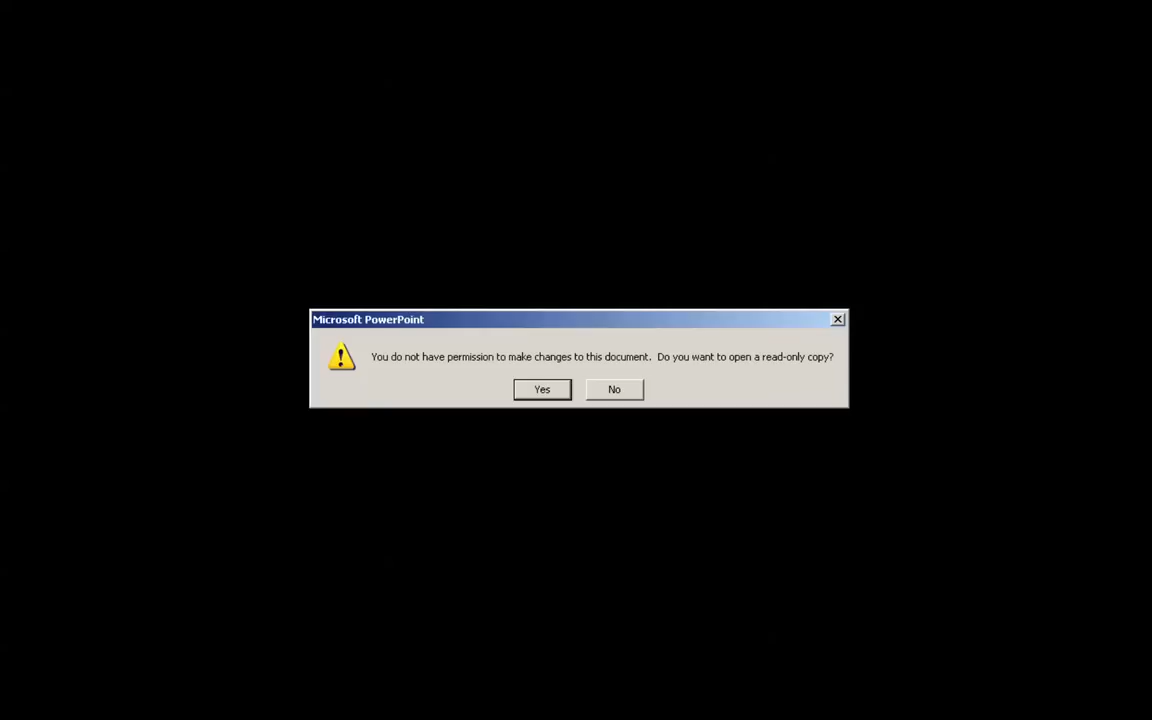 Microsoft PowerPoint
You do not have permission to make changes to this document.  Do you want to open a read-only copy?
Yes
No